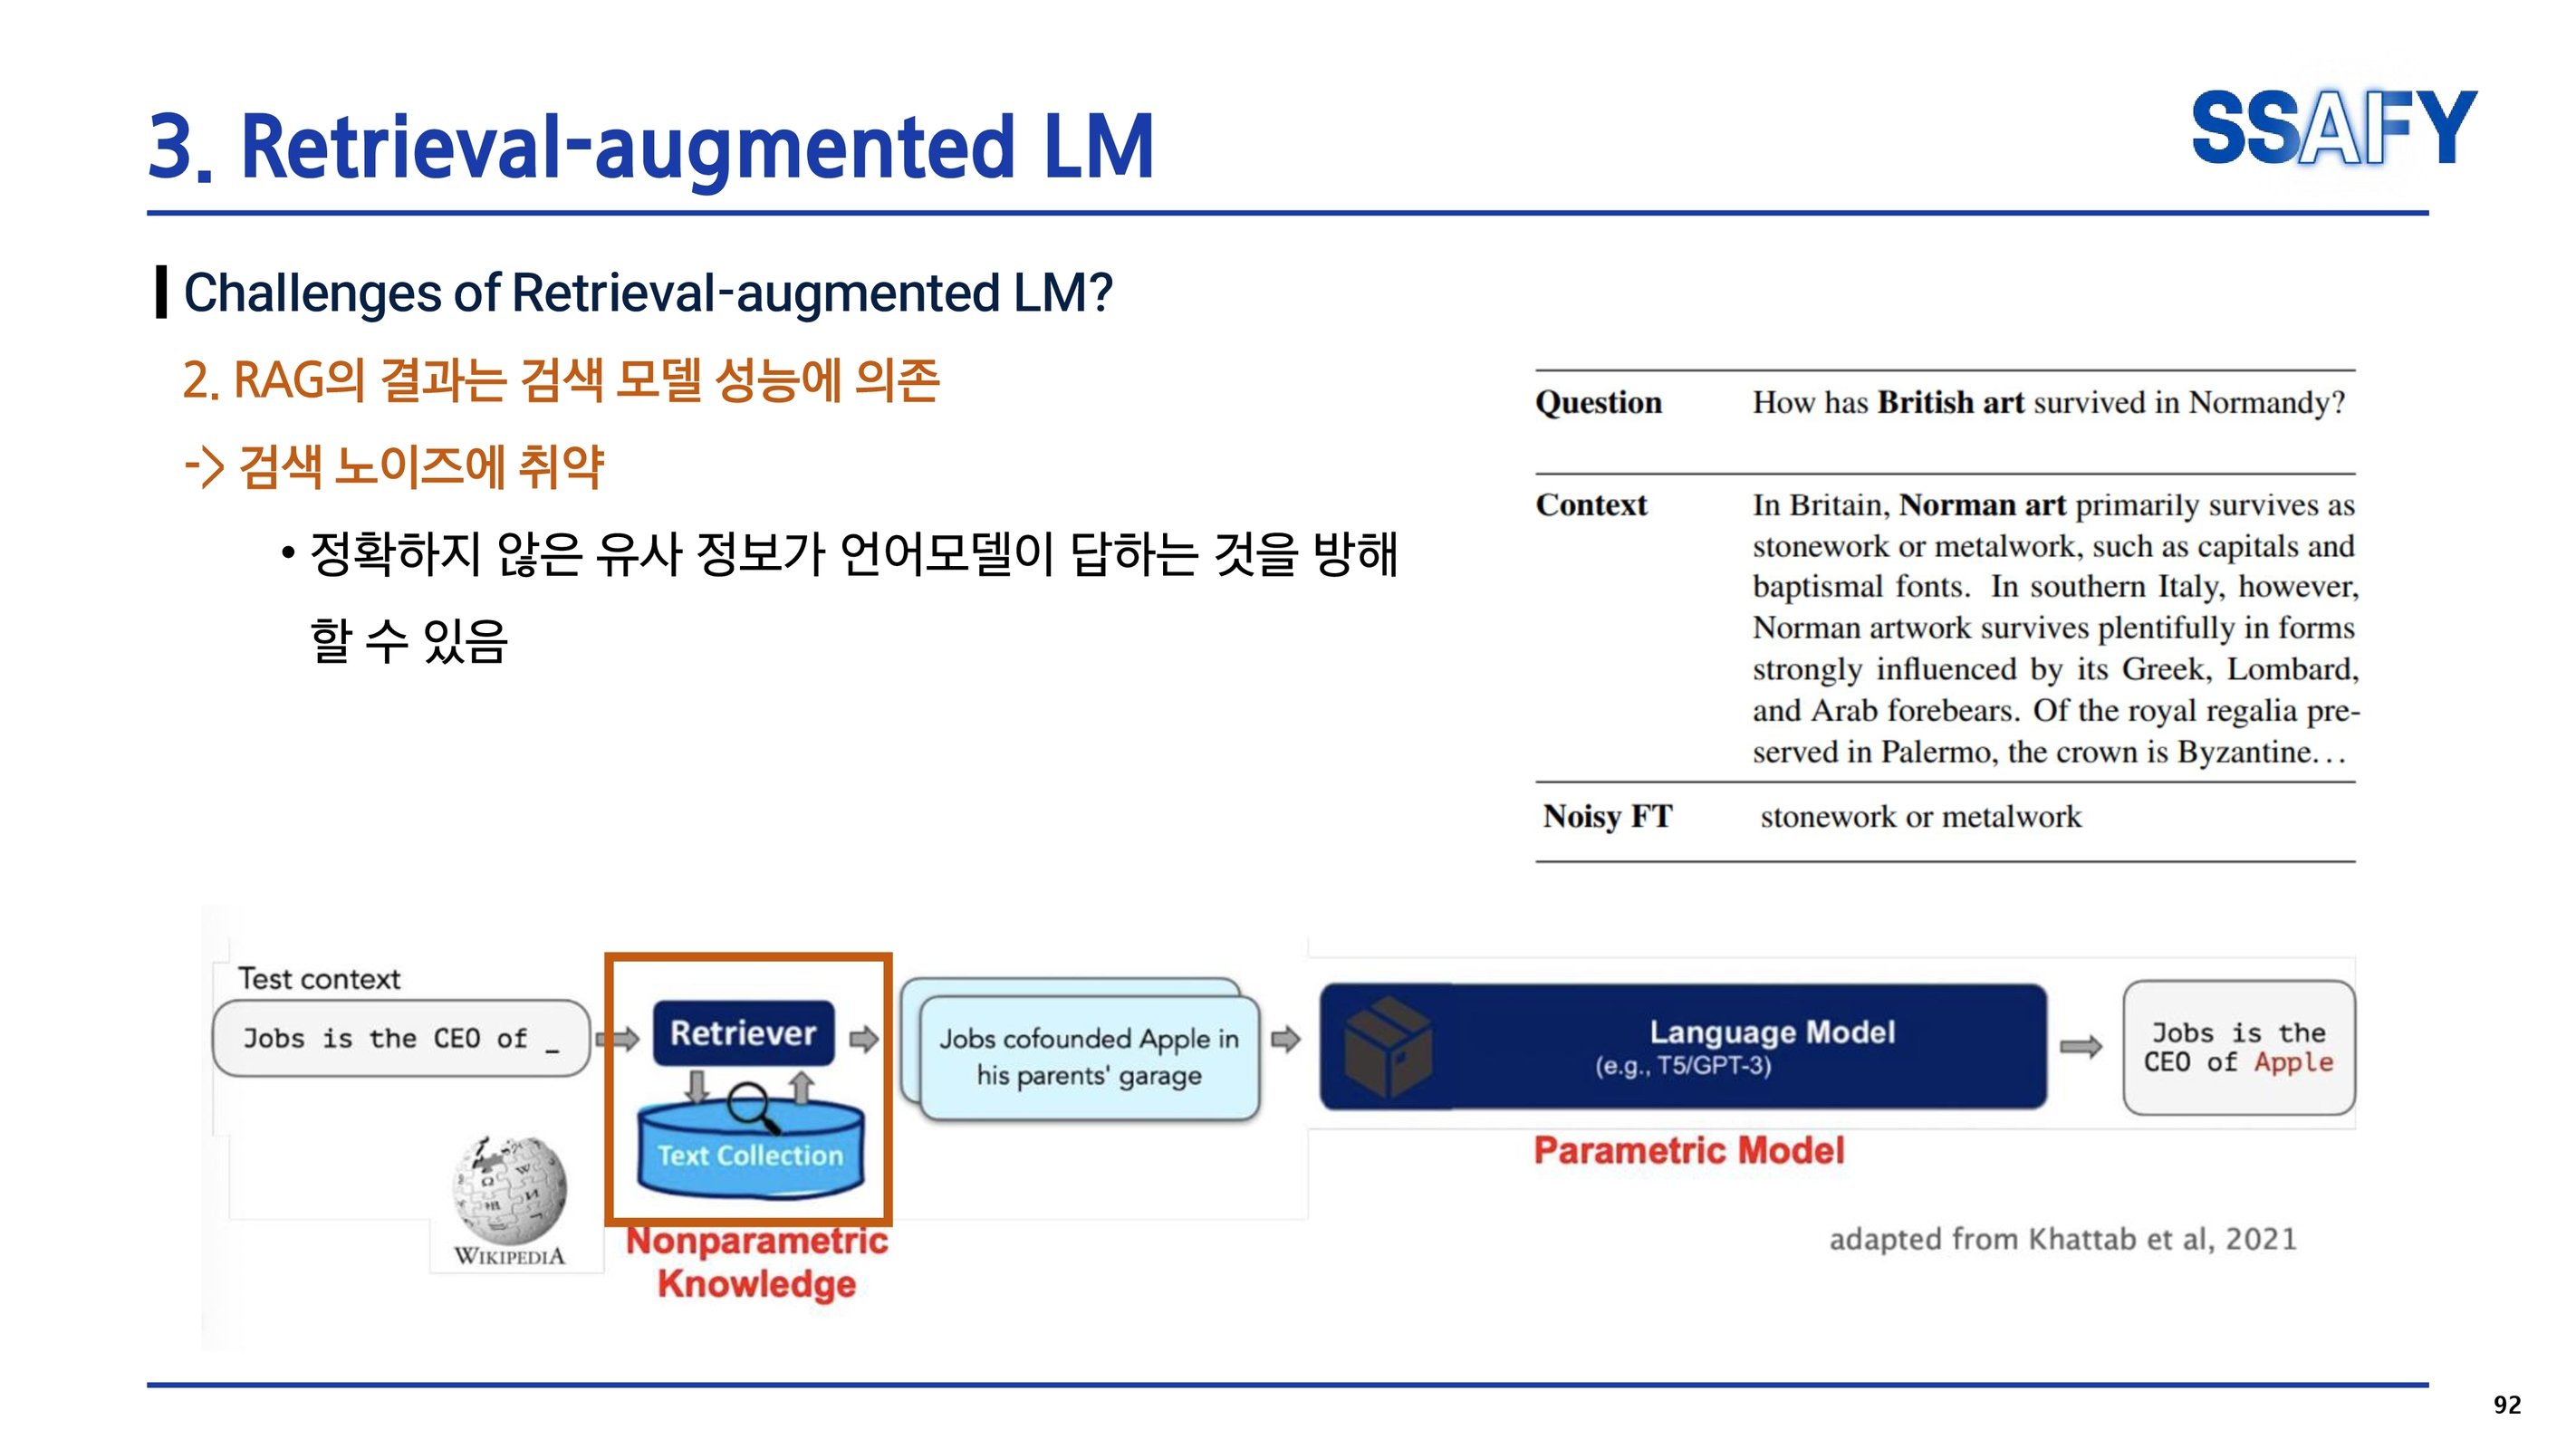 3. Retrieval-augmented LM
SSAFY
Challenges of Retrieval-augmented LM?
2. RAG의 결과는 검색 모델 성능에 의존
-> 검색 노이즈에 취약
• 정확하지 않은 유사 정보가 언어모델이 답하는 것을 방해
할 수 있음
Question How has British art survived in Normandy?
Context In Britain, Norman art primarily survives as
stonework or metalwork, such as capitals and
baptismal fonts. In southern Italy, however,
Norman artwork survives plentifully in forms
strongly influenced by its Greek, Lombard,
and Arab forebears. Of the royal regalia pre-
served in Palermo, the crown is Byzantine...
Noisy FT stonework or metalwork
Test context
Jobs is the CEO of _
Retriever
Text Collection
WIKIPEDIA
Nonparametric
Knowledge
Jobs cofounded Apple in
his parents' garage
Language Model
(e.g., T5/GPT-3)
Parametric Model
Jobs is the
CEO of Apple
adapted from Khattab et al, 2021
92